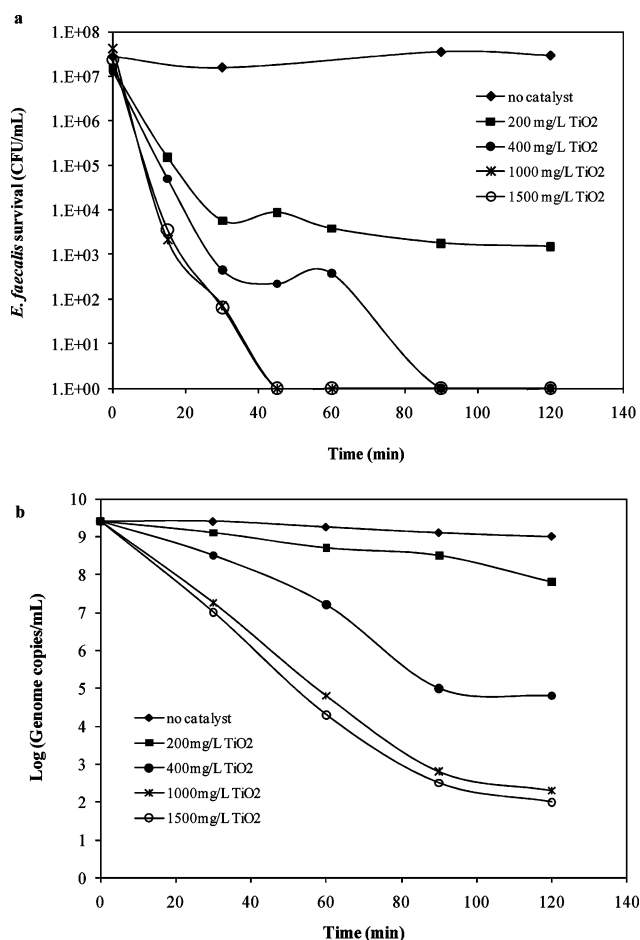 a
1.E+08
1.E+07
1.E+06
1.E+05
1.E+04
1.E+03
1.E+02
1.E+01
1.E+00
E. faecalis survival (CFU/mL)
no catalyst
200 mg/L TiO2
400 mg/L TiO2
1000 mg/L TiO2
1500 mg/L TiO2
0 20 40 60 80 100 120 140
Time (min)
b
10
9
8
7
6
5
4
3
2
1
0
Log (Genome copies/mL)
no catalyst
200mg/L TiO2
400mg/L TiO2
1000mg/L TiO2
1500mg/L TiO2
0 20 40 60 80 100 120 140
Time (min)